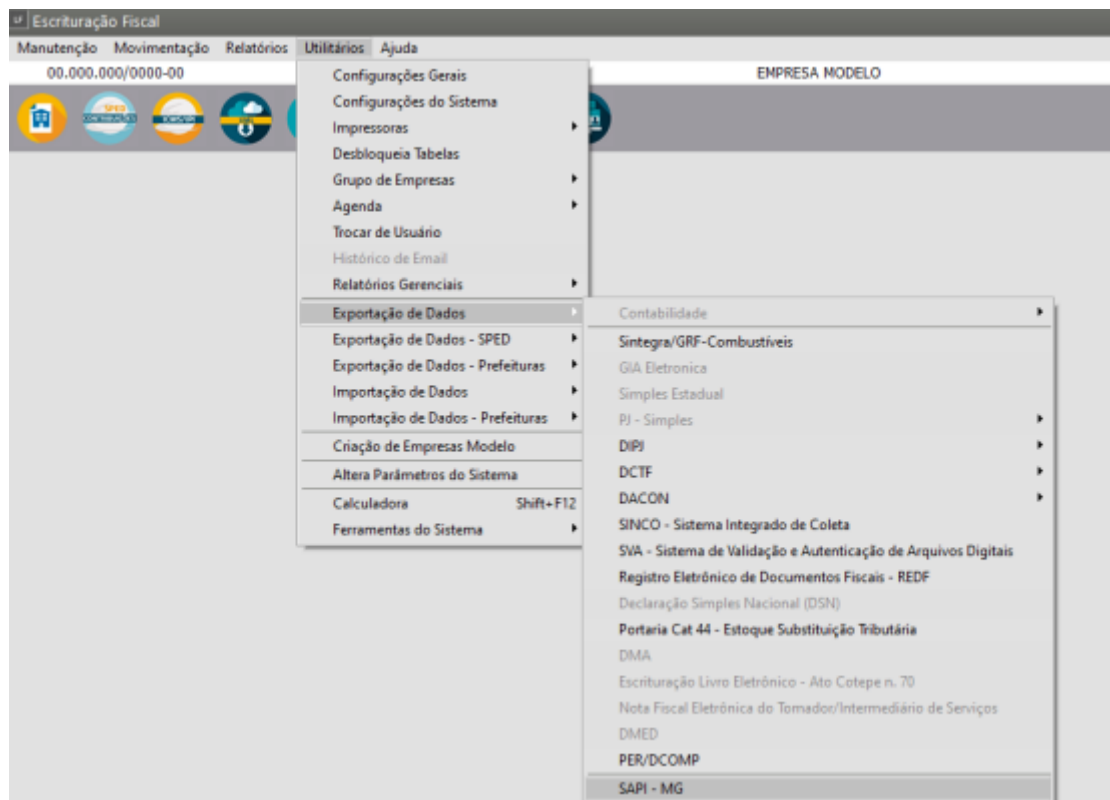 Escrituração Fiscal
Manutenção Movimentação Relatórios Utilitários Ajuda
00.000.000/0000-00
EMPRESA MODELO
SPED
Configurações Gerais
Configurações do Sistema
Impressoras
Desbloqueia Tabelas
Grupo de Empresas
Agenda
Trocar de Usuário
Histórico de Email
Relatórios Gerenciais
Exportação de Dados
Exportação de Dados - SPED
Exportação de Dados - Prefeituras
Importação de Dados
Importação de Dados - Prefeituras
Criação de Empresas Modelo
Altera Parâmetros do Sistema
Calculadora Shift+F12
Ferramentas do Sistema
Contabilidade
Sintegra/GRF-Combustíveis
GIA Eletronica
Simples Estadual
PJ - Simples
DIPJ
DCTF
DACON
SINCO - Sistema Integrado de Coleta
SVA - Sistema de Validação e Autenticação de Arquivos Digitais
Registro Eletrônico de Documentos Fiscais - REDF
Declaração Simples Nacional (DSN)
Portaria Cat 44 - Estoque Substituição Tributária
DMA
Escrituração Livro Eletrônico - Ato Cotepe n. 70
Nota Fiscal Eletrônica do Tomador/Intermediário de Serviços
DMED
PER/DCOMP
SAPI - MG